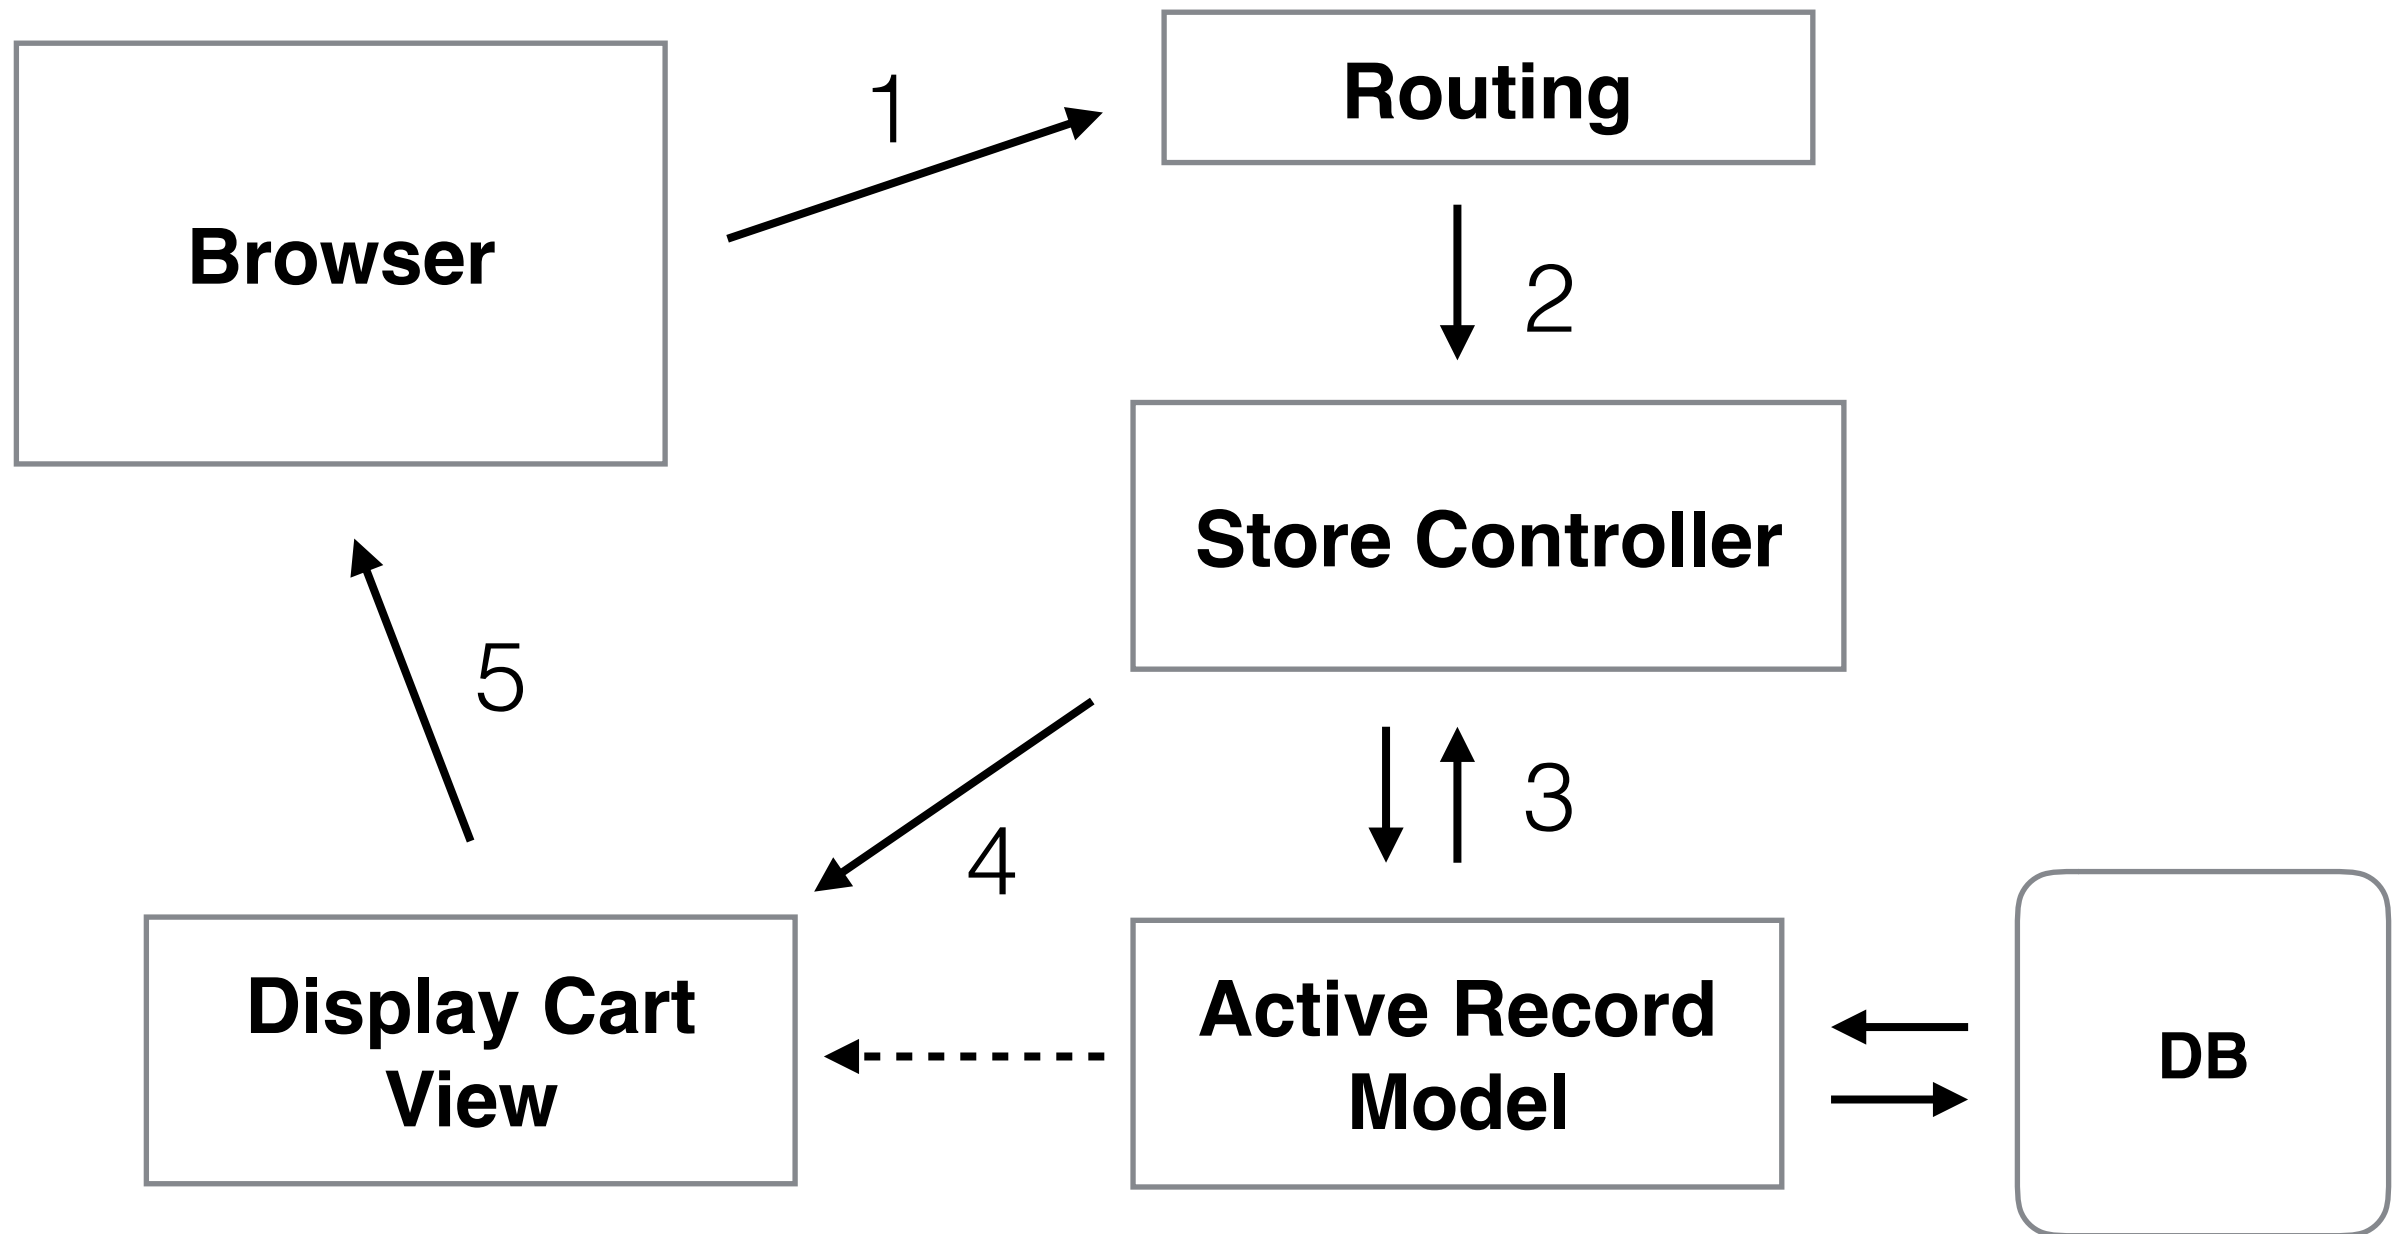 Browser
1
Routing
2
Store Controller
5
4
3
Display Cart
View
Active Record
Model
DB